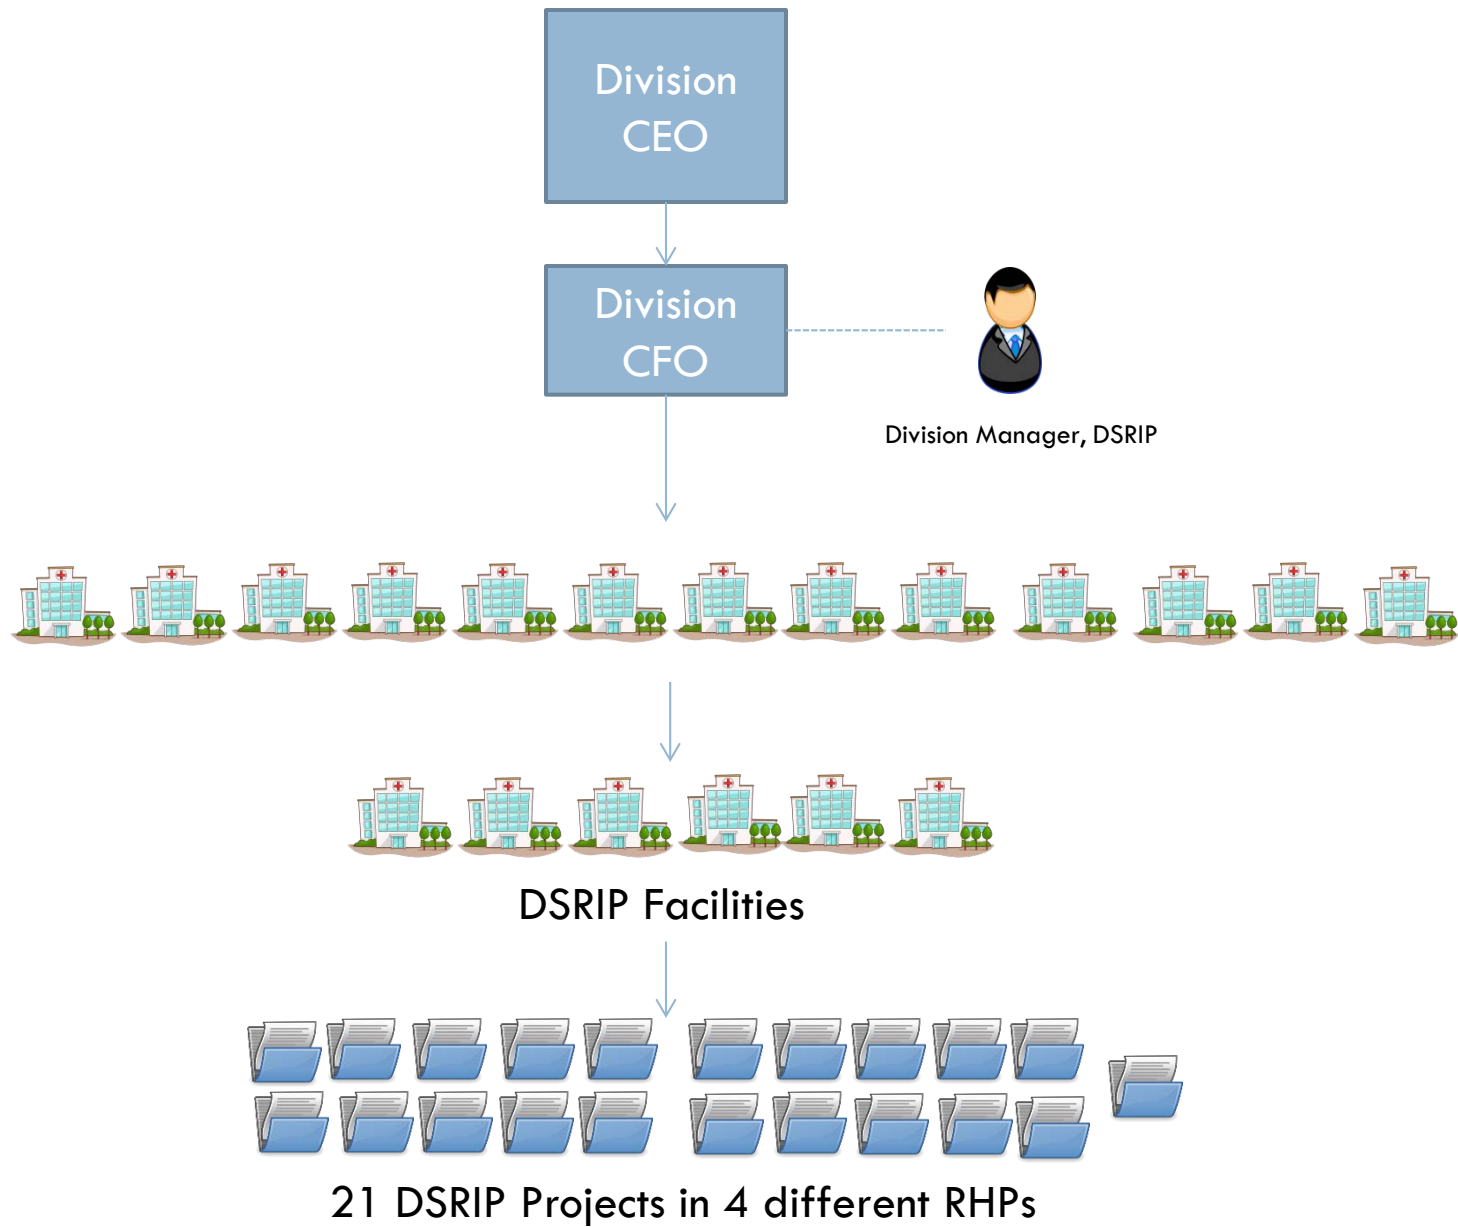 Division
CEO
Division
CFO
Division Manager, DSRIP
DSRIP Facilities
21 DSRIP Projects in 4 different RHPs